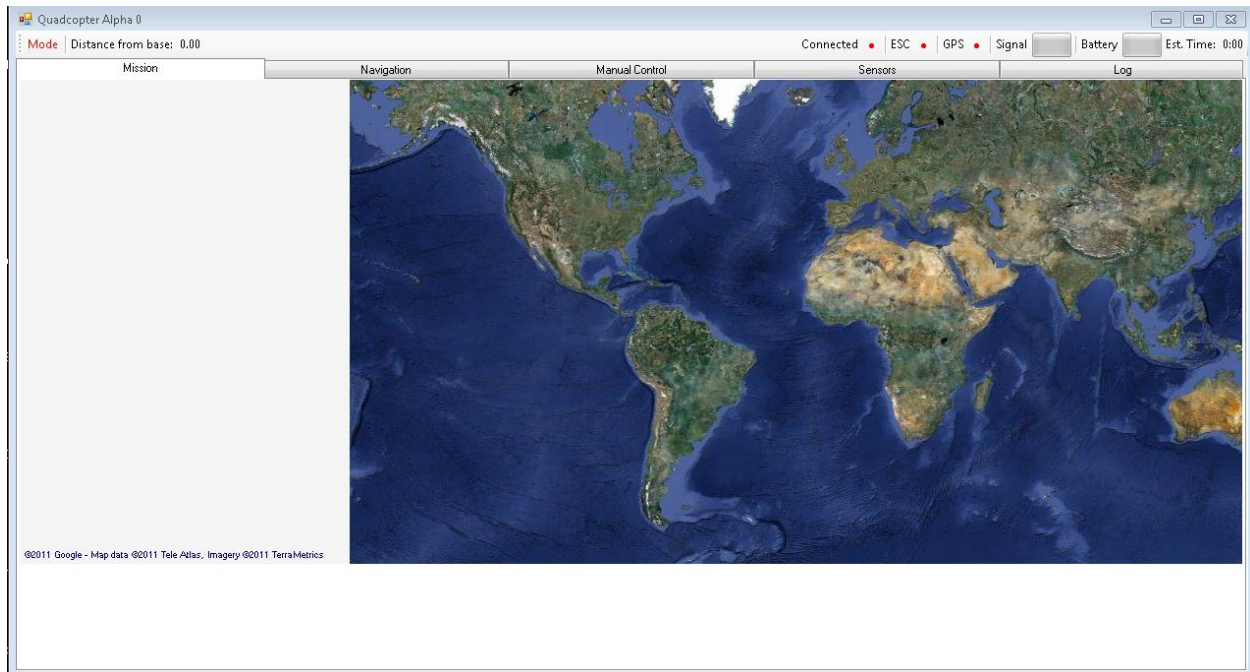 Quadcopter Alpha 0
Mode Distance from base: 0.00 Connected ESC GPS Signal Battery Est. Time: 0:00
Mission Navigation Manual Control Sensors Log
©2011 Google - Map data ©2011 Tele Atlas, Imagery ©2011 TerraMetrics